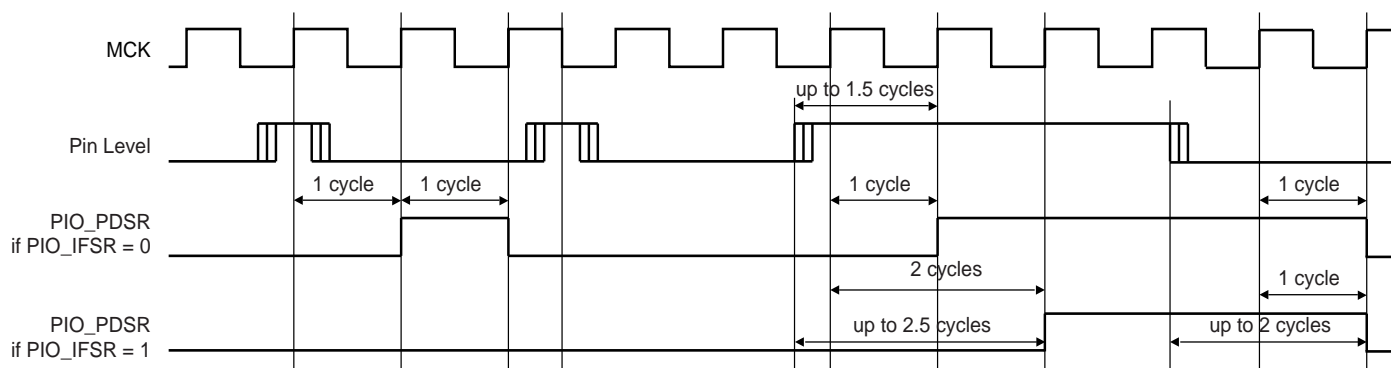 MCK
up to 1.5 cycles
Pin Level
1 cycle
1 cycle
1 cycle
1 cycle
PIO_PDSR
if PIO_IFSR = 0
2 cycles
1 cycle
PIO_PDSR
if PIO_IFSR = 1
up to 2.5 cycles
up to 2 cycles